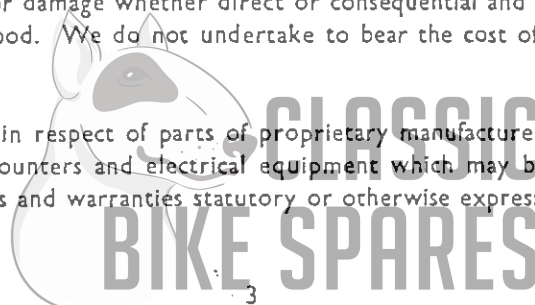 or damage whether direct or consequential and
ood. We do not undertake to bear the cost of
in respect of parts of proprietary manufacture
ounters and electrical equipment which may b
s and warranties statutory or otherwise expres
CLASSIC
BIKE SPARES
3